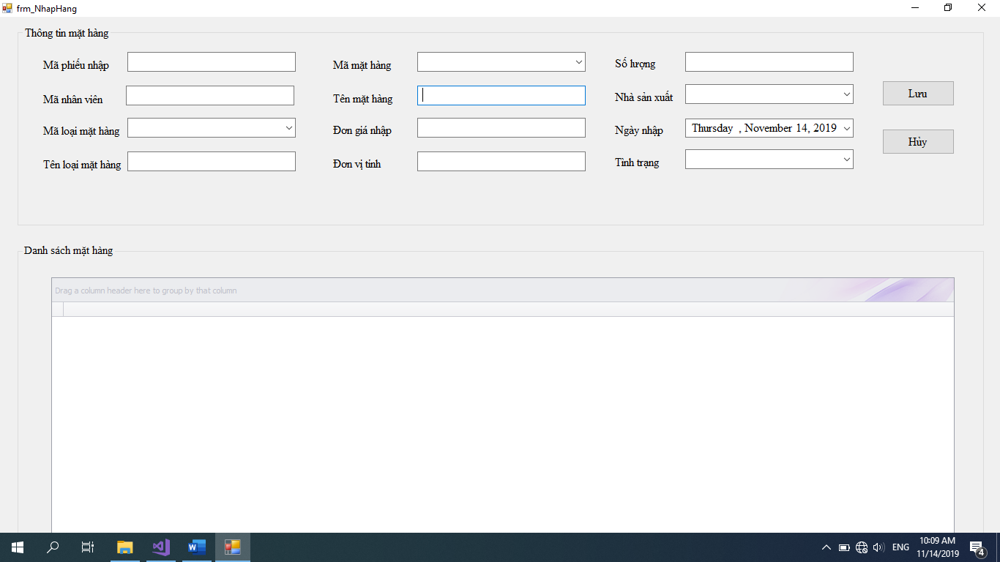 frm_NhapHang
Thông tin mặt hàng
Mã phiếu nhập
Mã mặt hàng
Số lượng
Mã nhân viên
Tên mặt hàng
Nhà sản xuất
Lưu
Mã loại mặt hàng
Đơn giá nhập
Ngày nhập
Thursday , November 14, 2019
Hủy
Tên loại mặt hàng
Đơn vị tính
Tình trạng
Danh sách mặt hàng
Drag a column header here to group by that column
ENG
10:09 AM
11/14/2019
4